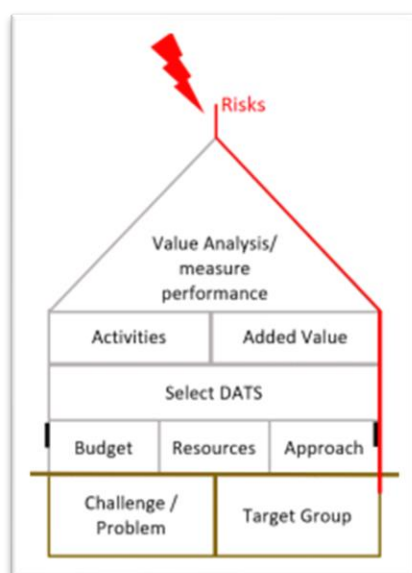 Risks
Value Analysis/
measure
performance
Activities
Added Value
Select DATS
Budget
Resources
Approach
Challenge /
Problem
Target Group